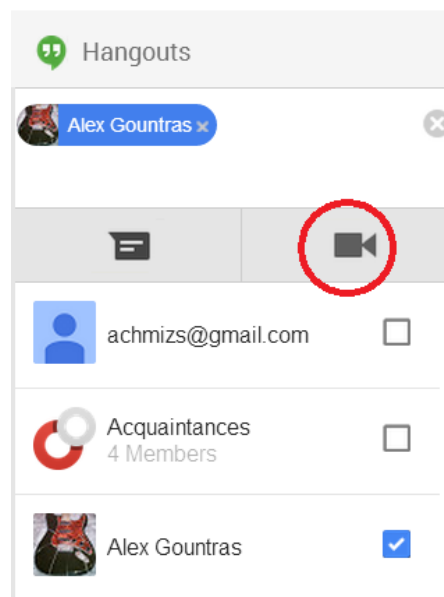 Hangouts
Alex Gountras x
achmizs@gmail.com
Acquaintances
4 Members
Alex Gountras